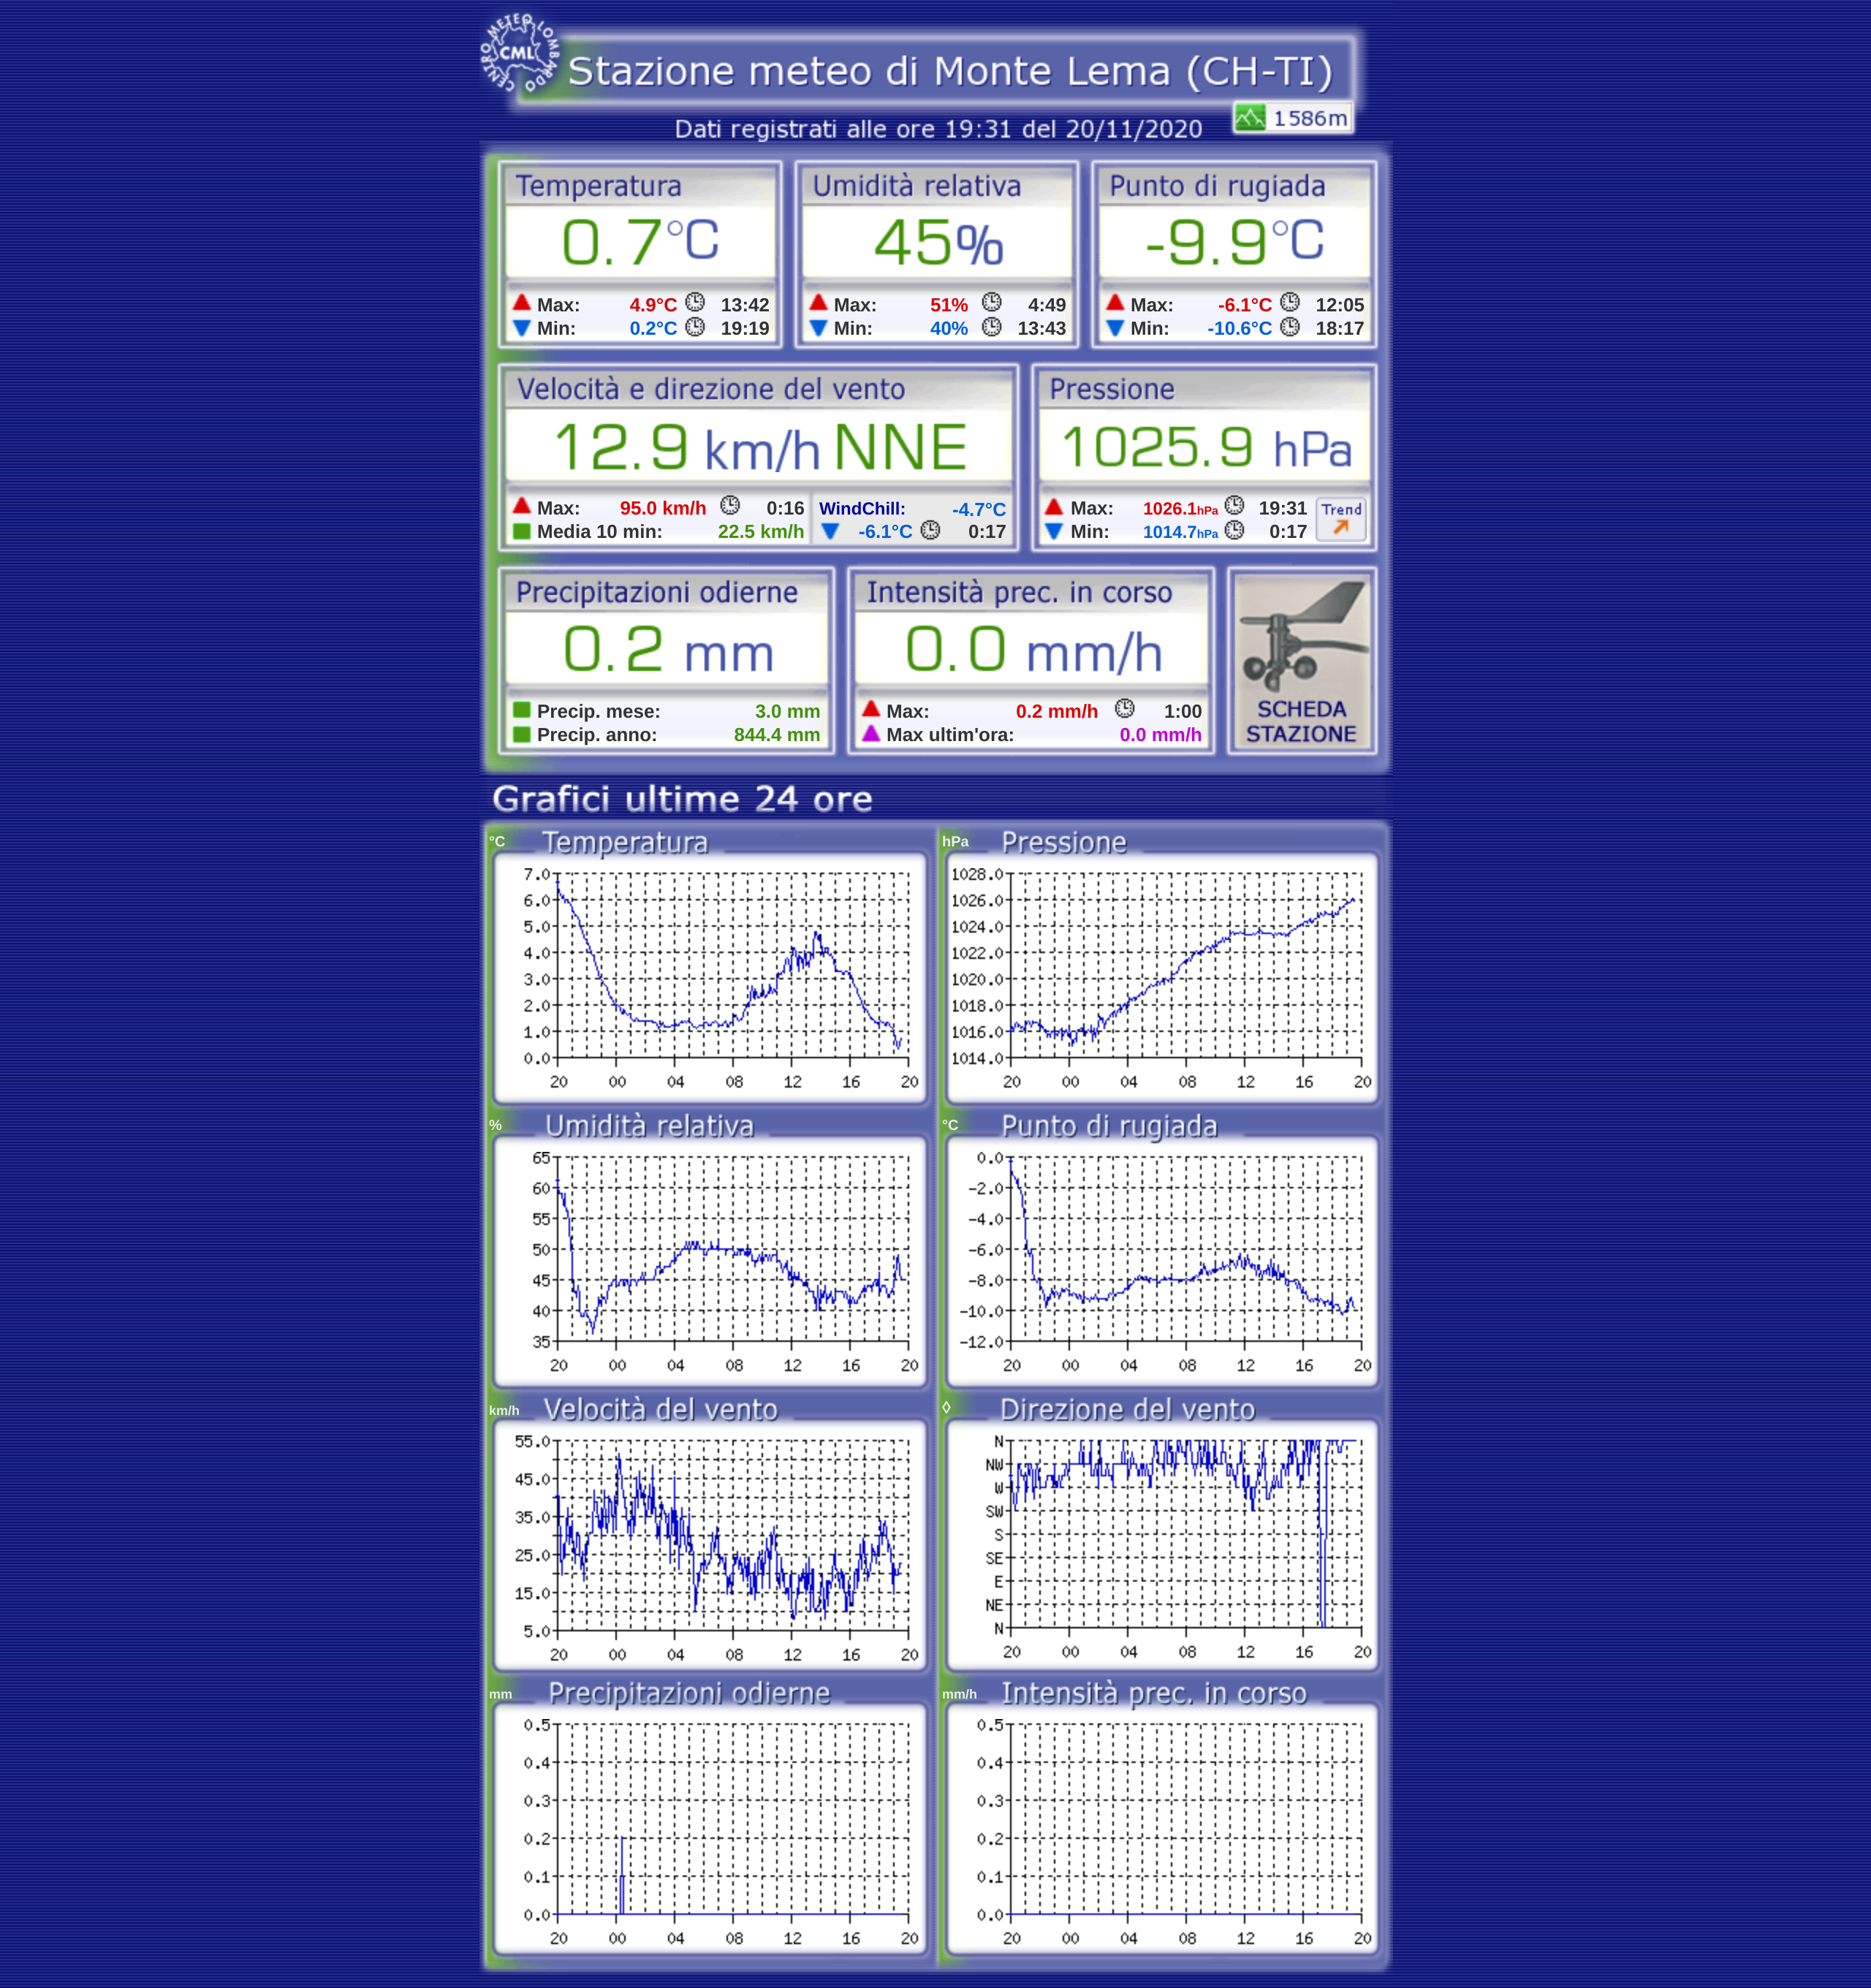 CENTRO METEO LOMBARDO
CML
Stazione meteo di Monte Lema (CH-TI)
1586m
Dati registrati alle ore 19:31 del 20/11/2020
Temperatura
0.7°C
Max: 4.9°C 13:42
Min: 0.2°C 19:19
Umidità relativa
45%
Max: 51% 4:49
Min: 40% 13:43
Punto di rugiada
-9.9°C
Max: -6.1°C 12:05
Min: -10.6°C 18:17
Velocità e direzione del vento
12.9 km/h NNE
Max: 95.0 km/h 0:16
Media 10 min: 22.5 km/h
WindChill: -4.7°C
-6.1°C 0:17
Pressione
1025.9 hPa
Max: 1026.1hPa 19:31
Min: 1014.7hPa 0:17
Trend
Precipitazioni odierne
0.2 mm
Precip. mese: 3.0 mm
Precip. anno: 844.4 mm
Intensità prec. in corso
0.0 mm/h
Max: 0.2 mm/h 1:00
Max ultim'ora: 0.0 mm/h
SCHEDA
STAZIONE
Grafici ultime 24 ore
°C Temperatura
7.0
6.0
5.0
4.0
3.0
2.0
1.0
0.0
20 00 04 08 12 16 20
hPa Pressione
1028.0
1026.0
1024.0
1022.0
1020.0
1018.0
1016.0
1014.0
20 00 04 08 12 16 20
% Umidità relativa
65
60
55
50
45
40
35
20 00 04 08 12 16 20
°C Punto di rugiada
0.0
-2.0
-4.0
-6.0
-8.0
-10.0
-12.0
20 00 04 08 12 16 20
km/h Velocità del vento
55.0
45.0
35.0
25.0
15.0
5.0
20 00 04 08 12 16 20
◊ Direzione del vento
N
NW
W
SW
S
SE
E
NE
N
20 00 04 08 12 16 20
mm Precipitazioni odierne
0.5
0.4
0.3
0.2
0.1
0.0
20 00 04 08 12 16 20
mm/h Intensità prec. in corso
0.5
0.4
0.3
0.2
0.1
0.0
20 00 04 08 12 16 20